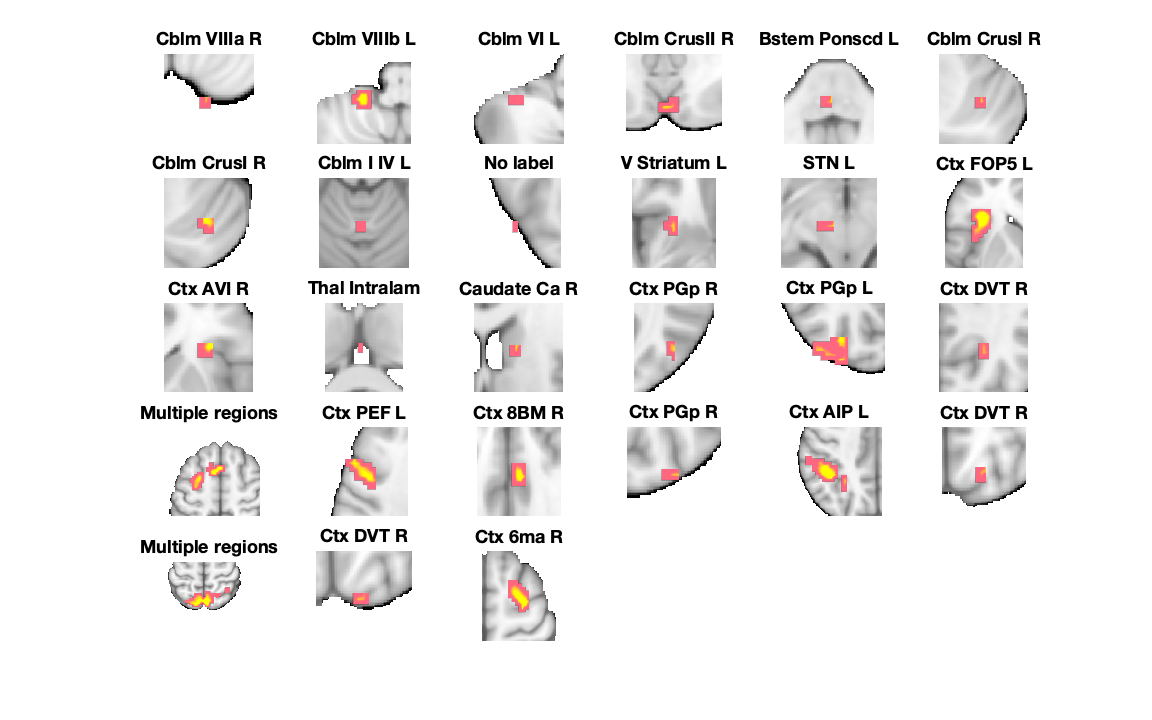 Cblm VIIIa R
Cblm VIIIb L
Cblm VI L
Cblm CrusII R
Bstem Ponscd L
Cblm CrusI R
Cblm CrusI R
Cblm I IV L
No label
V Striatum L
STN L
Ctx FOP5 L
Ctx AVI R
Thal Intralam
Caudate Ca R
Ctx PGp R
Ctx PGp L
Ctx DVT R
Multiple regions
Ctx PEF L
Ctx 8BM R
Ctx PGp R
Ctx AIP L
Ctx DVT R
Multiple regions
Ctx DVT R
Ctx 6ma R